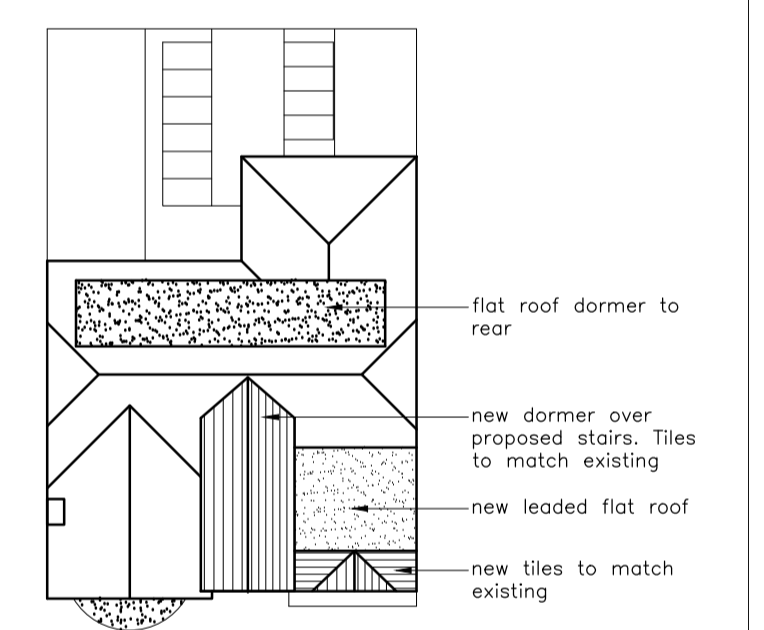 flat roof dormer to
rear
new dormer over
proposed stairs. Tiles
to match existing
new leaded flat roof
new tiles to match
existing